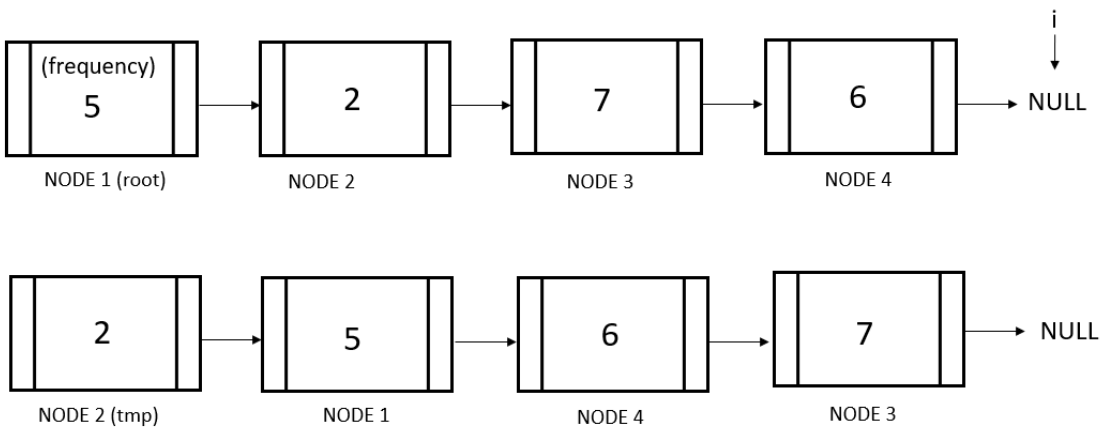 i
(frequency)
5
2
7
6
NULL
NODE 1 (root)
NODE 2
NODE 3
NODE 4
2
5
6
7
NULL
NODE 2 (tmp)
NODE 1
NODE 4
NODE 3